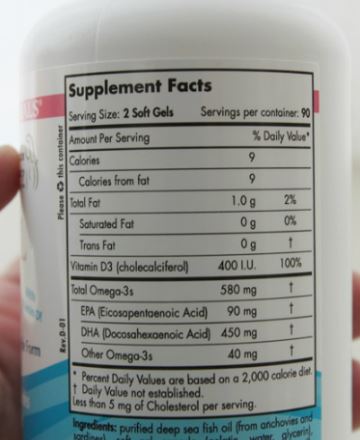 Supplement Facts
Serving Size: 2 Soft Gels Servings per container: 90
Amount Per Serving % Daily Value*
Calories 9
Calories from fat 9
Total Fat 1.0 g 2%
Saturated Fat 0 g 0%
Trans Fat 0 g †
Vitamin D3 (cholecalciferol) 400 I.U. 100%
Total Omega-3s 580 mg †
EPA (Eicosapentaenoic Acid) 90 mg †
DHA (Docosahexaenoic Acid) 450 mg †
Other Omega-3s 40 mg †
* Percent Daily Values are based on a 2,000 calorie diet.
† Daily Value not established.
Less than 5 mg of Cholesterol per serving.
Ingredients: purified deep sea fish oil (from anchovies and
Please this container
Rev.D-01